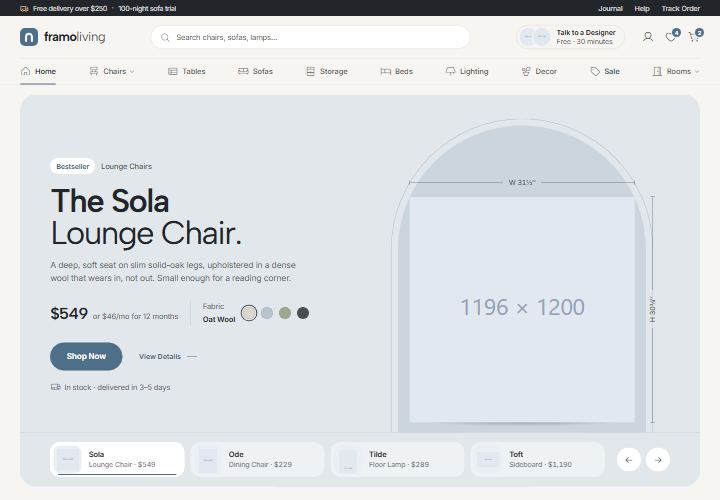 Free delivery over $250 · 100-night sofa trial
Journal Help Track Order
framoliving
Search chairs, sofas, lamps...
Talk to a Designer
Free · 30 minutes
4
2
Home Chairs Tables Sofas Storage Beds Lighting Decor Sale Rooms
Bestseller Lounge Chairs
The Sola
Lounge Chair.
A deep, soft seat on slim solid-oak legs, upholstered in a dense
wool that wears in, not out. Small enough for a reading corner.
$549 or $46/mo for 12 months
Fabric
Oat Wool
Shop Now View Details
In stock · delivered in 3–5 days
W 31½"
1196 × 1200
Sola
Lounge Chair · $549
Ode
Dining Chair · $229
Tilde
Floor Lamp · $289
Toft
Sideboard · $1,190